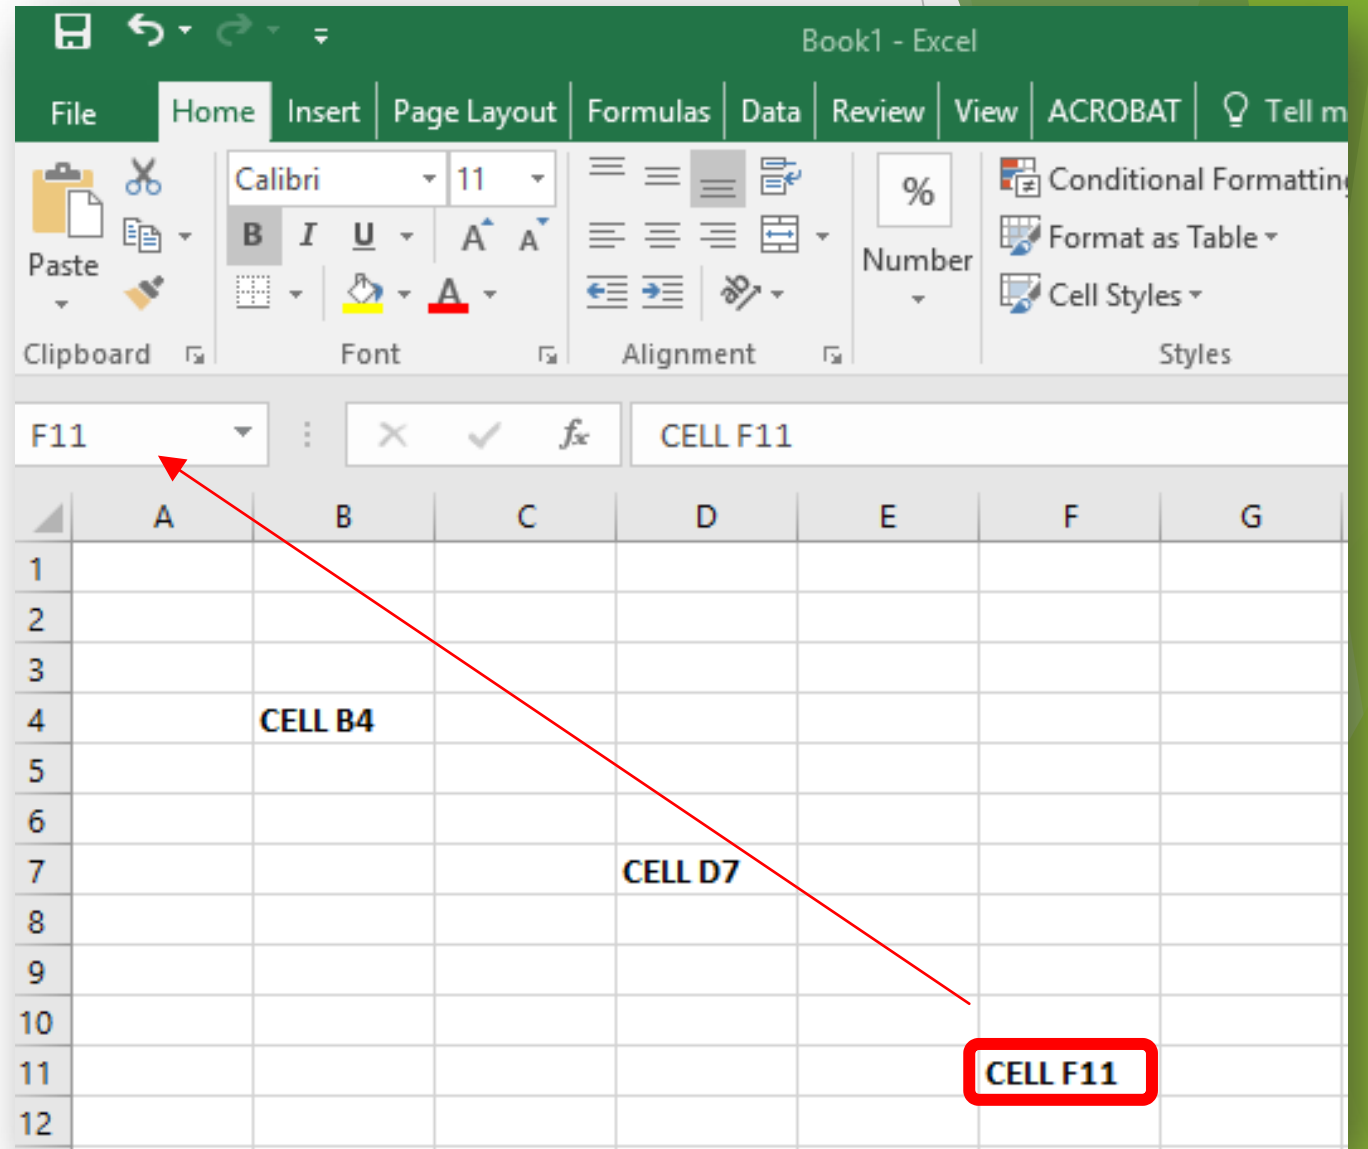 Book1 - Excel
File Home Insert Page Layout Formulas Data Review View ACROBAT Tell m
Calibri 11 % Conditional Formatting
B I U A A Format as Table
Paste Number Cell Styles
A
Clipboard Font Alignment Styles
F11 fx CELL F11
A B C D E F G
1
2
3
4 CELL B4
5
6
7 CELL D7
8
9
10
11 CELL F11
12